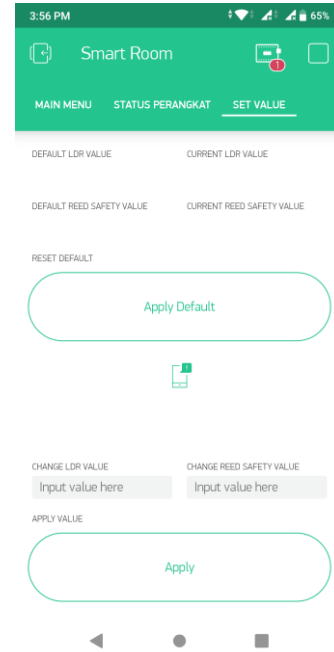 3:56 PM 65%
Smart Room
1
MAIN MENU STATUS PERANGKAT SET VALUE
DEFAULT LDR VALUE CURRENT LDR VALUE
DEFAULT REED SAFETY VALUE CURRENT REED SAFETY VALUE
RESET DEFAULT
Apply Default
CHANGE LDR VALUE CHANGE REED SAFETY VALUE
Input value here Input value here
APPLY VALUE
Apply